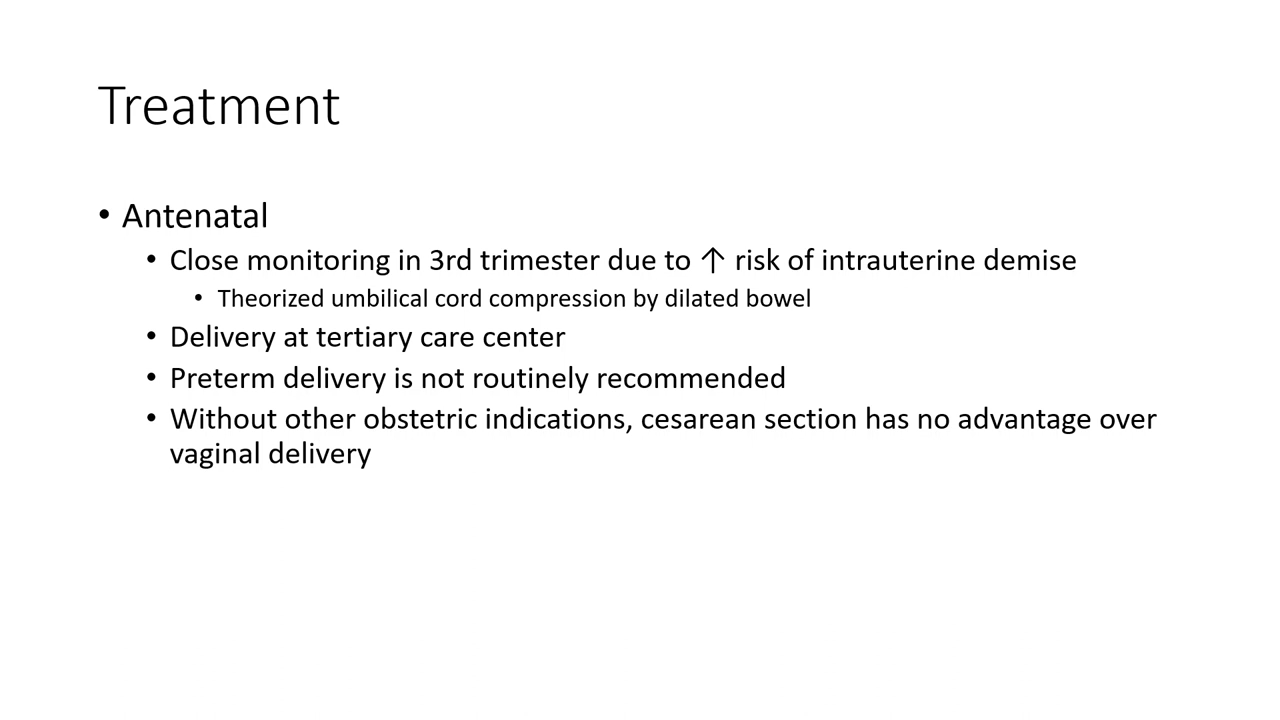 Treatment
• Antenatal
• Close monitoring in 3rd trimester due to ↑ risk of intrauterine demise
• Theorized umbilical cord compression by dilated bowel
• Delivery at tertiary care center
• Preterm delivery is not routinely recommended
• Without other obstetric indications, cesarean section has no advantage over
vaginal delivery